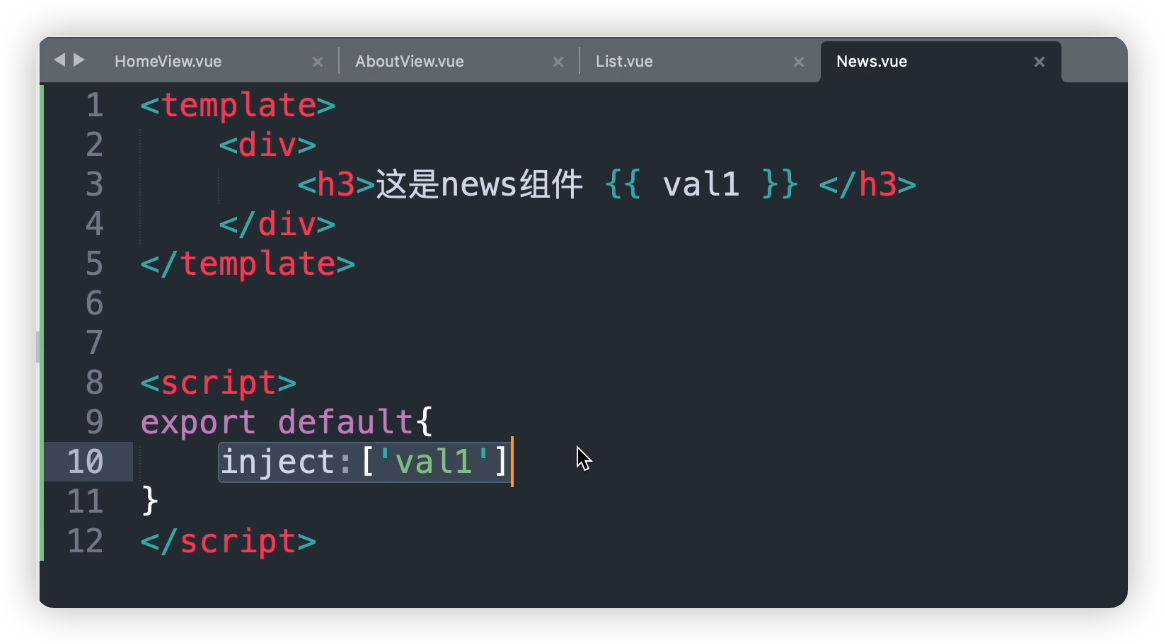 HomeView.vue × AboutView.vue × List.vue × News.vue ×
1 <template>
2 <div>
3 <h3>这是news组件 {{ val1 }} </h3>
4 </div>
5 </template>
6
7
8 <script>
9 export default{
10 inject:['val1']
11 }
12 </script>